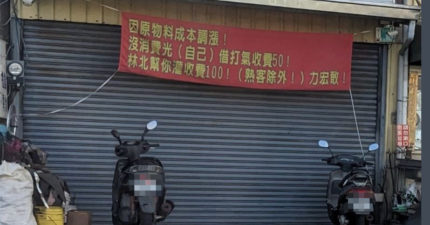 因原物料成本調漲！
沒消費光（自己）借打氣收費50！
林北幫你灌收費100！（熟客除外！）力宏敬！